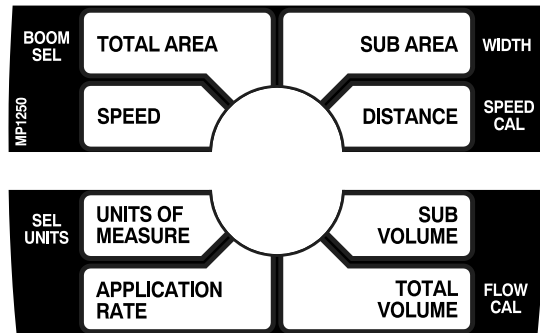 BOOM
SEL
TOTAL AREA
SUB AREA
WIDTH
MP1250
SPEED
DISTANCE
SPEED
CAL
SEL
UNITS
UNITS OF
MEASURE
SUB
VOLUME
APPLICATION
RATE
TOTAL
VOLUME
FLOW
CAL